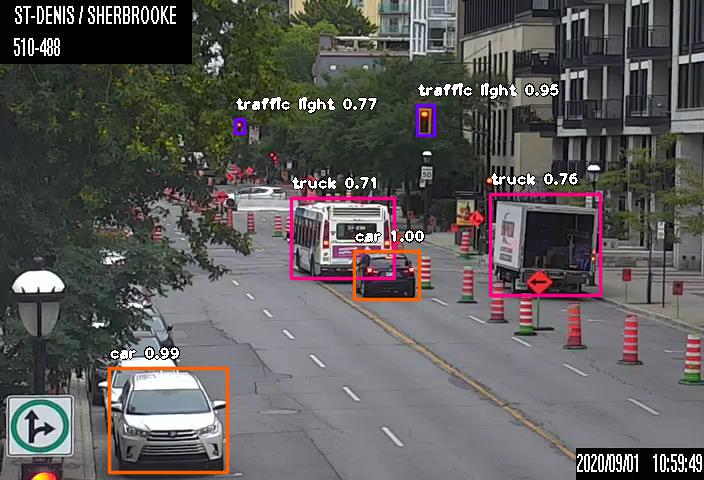 ST-DENIS / SHERBROOKE
510-488
traffic light 0.95
traffic light 0.77
50
truck 0.71
truck 0.76
car 1.00
car 0.99
2020/09/01 10:59:49